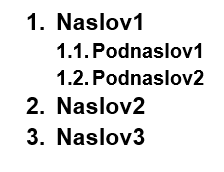 1. Naslov1
1.1. Podnaslov1
1.2. Podnaslov2
2. Naslov2
3. Naslov3